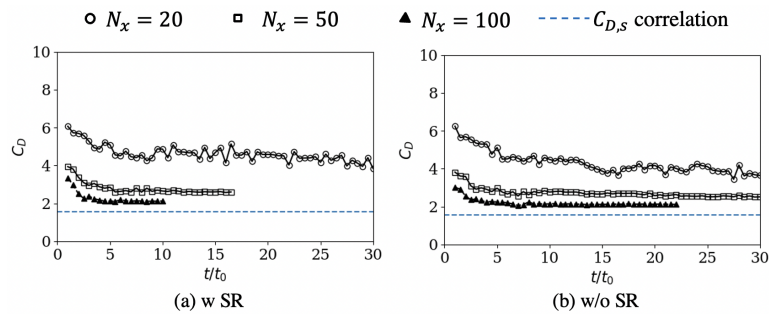 N_x = 20 N_x = 50 N_x = 100 C_{D,s} correlation
10
8
6
4
2
0
C_D
0 5 10 15 20 25 30
t/t_0
(a) w SR
10
8
6
4
2
0
C_D
0 5 10 15 20 25 30
t/t_0
(b) w/o SR